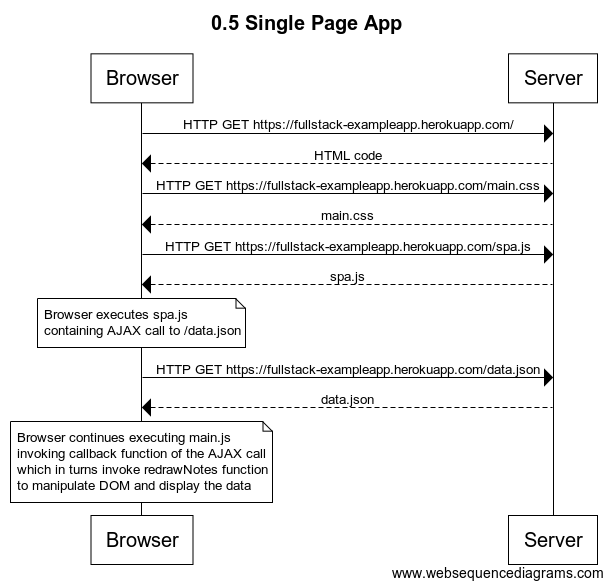 0.5 Single Page App
Browser
Server
HTTP GET https://fullstack-exampleapp.herokuapp.com/
HTML code
HTTP GET https://fullstack-exampleapp.herokuapp.com/main.css
main.css
HTTP GET https://fullstack-exampleapp.herokuapp.com/spa.js
spa.js
Browser executes spa.js
containing AJAX call to /data.json
HTTP GET https://fullstack-exampleapp.herokuapp.com/data.json
data.json
Browser continues executing main.js
invoking callback function of the AJAX call
which in turns invoke redrawNotes function
to manipulate DOM and display the data
Browser
Server
www.websequencediagrams.com